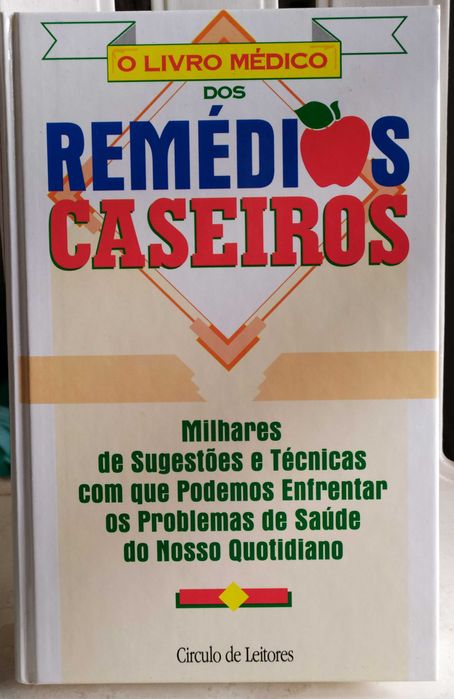 O LIVRO MÉDICO
DOS
REMÉDIOS
CASEIROS
Milhares
de Sugestões e Técnicas
com que Podemos Enfrentar
os Problemas de Saúde
do Nosso Quotidiano
Circulo de Leitores